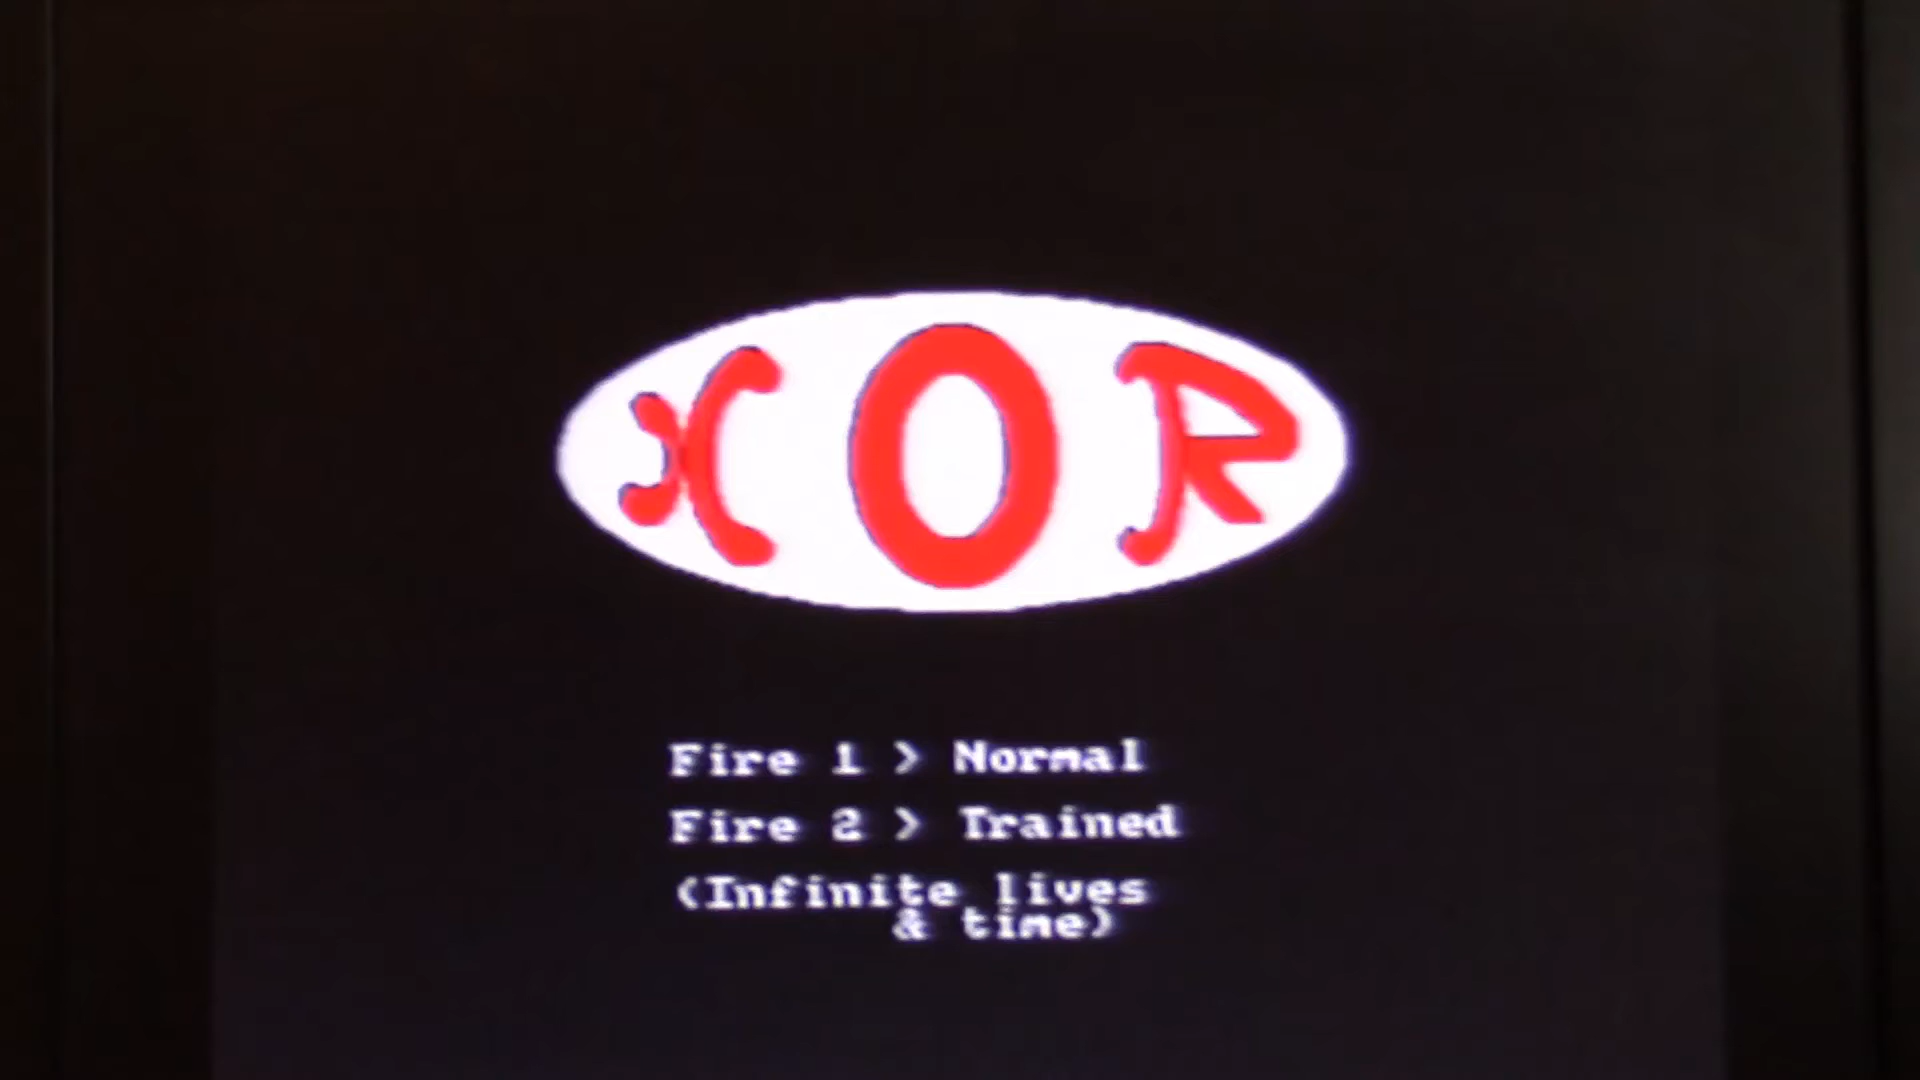 XOR
Fire 1 > Normal
Fire 2 > Trained
(Infinite lives
& time)